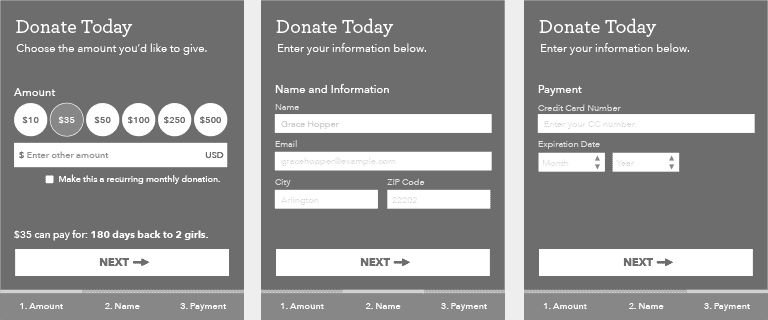 Donate Today
Choose the amount you'd like to give.
Amount
$10 $35 $50 $100 $250 $500
$ Enter other amount USD
Make this a recurring monthly donation.
$35 can pay for: 180 days back to 2 girls.
NEXT
1. Amount 2. Name 3. Payment
Donate Today
Enter your information below.
Name and Information
Name
Grace Hopper
Email
gracehopper@example.com
City ZIP Code
Arlington 22202
NEXT
1. Amount 2. Name 3. Payment
Donate Today
Enter your information below.
Payment
Credit Card Number
Enter your CC number.
Expiration Date
Month Year
NEXT
1. Amount 2. Name 3. Payment